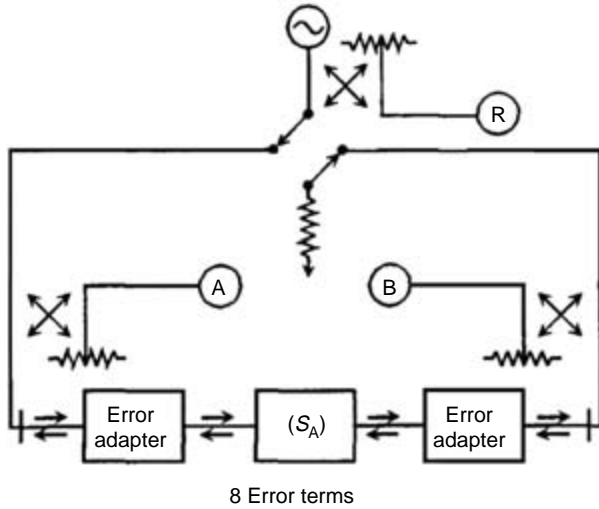 R
A
B
Error
adapter
(S_A)
Error
adapter
8 Error terms